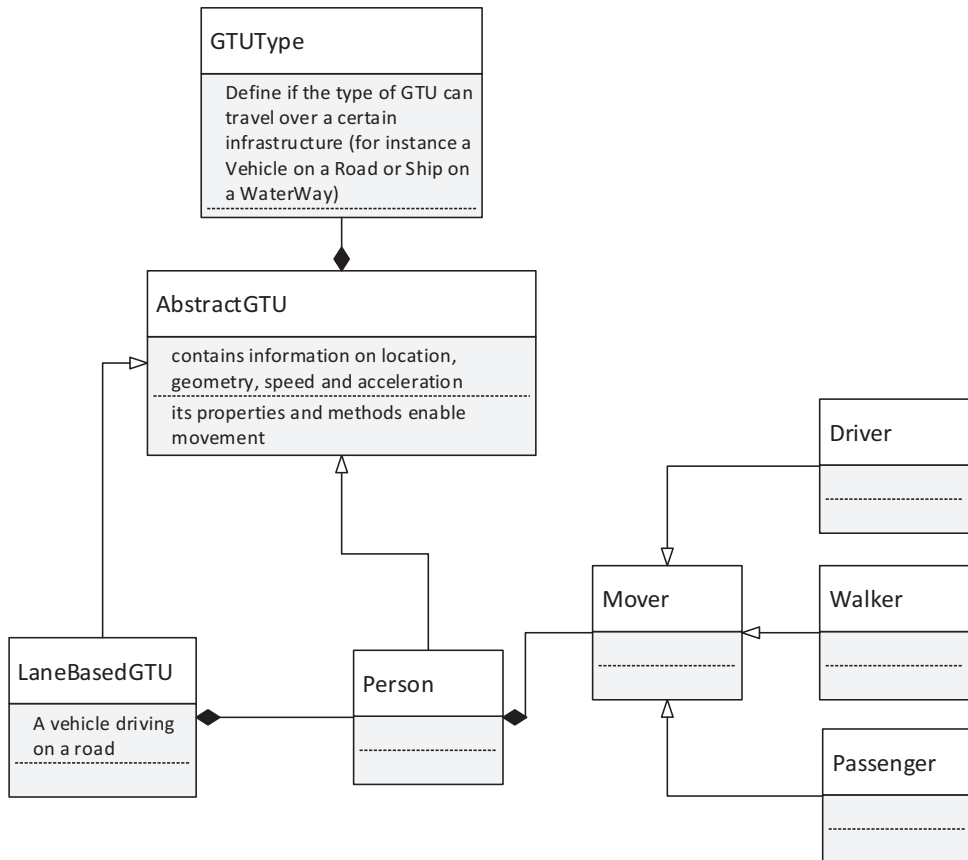 GTUType
Define if the type of GTU can
travel over a certain
infrastructure (for instance a
Vehicle on a Road or Ship on
a WaterWay)
AbstractGTU
contains information on location,
geometry, speed and acceleration
its properties and methods enable
movement
Driver
Mover
Walker
LaneBasedGTU
A vehicle driving
on a road
Person
Passenger